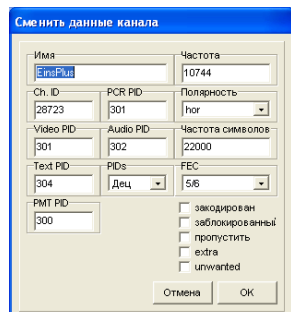 Сменить данные канала
Имя
Частота
EinsPlus
10744
Ch. ID
PCR PID
Полярность
28723
301
hor
Video PID
Audio PID
Частота символов
301
302
22000
Text PID
PIDs
FEC
304
Дец
5/6
PMT PID
300
закодирован
заблокированный
пропустить
extra
unwanted
Отмена
OK